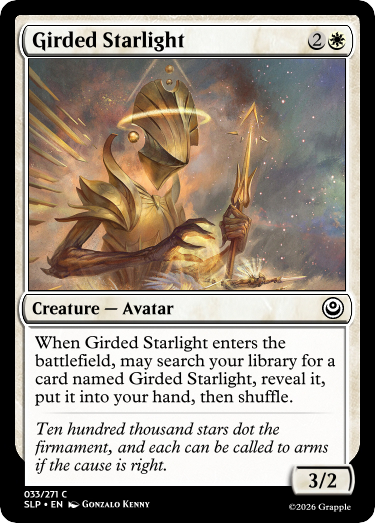 Girded Starlight 2
Creature — Avatar
When Girded Starlight enters the
battlefield, may search your library for a
card named Girded Starlight, reveal it,
put it into your hand, then shuffle.
Ten hundred thousand stars dot the
firmament, and each can be called to arms
if the cause is right.
3/2
033/271 C
SLP • EN Gonzalo Kenny
©2026 Grapple